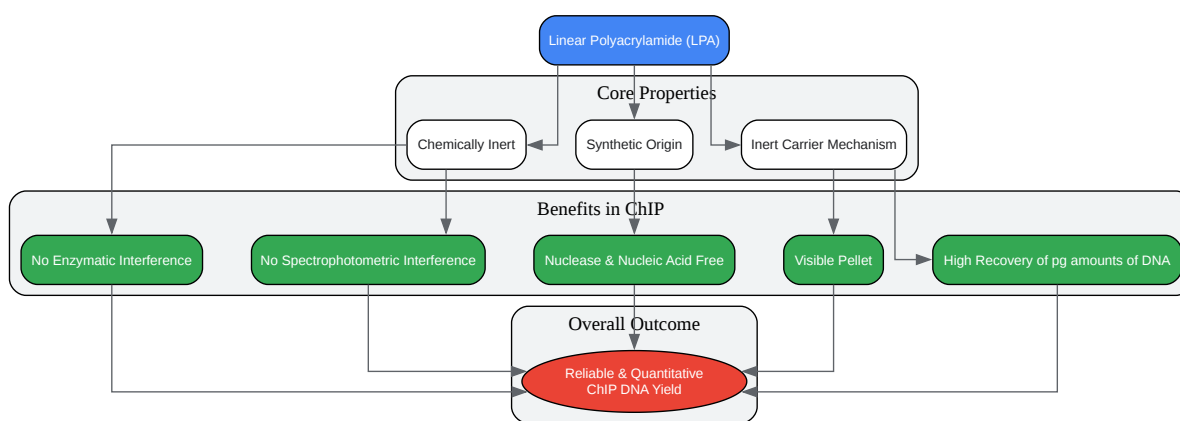 Linear Polyacrylamide (LPA)
Core Properties
Chemically Inert
Synthetic Origin
Inert Carrier Mechanism
Benefits in ChIP
No Enzymatic Interference
No Spectrophotometric Interference
Nuclease & Nucleic Acid Free
Visible Pellet
High Recovery of pg amounts of DNA
Overall Outcome
Reliable & Quantitative
ChIP DNA Yield